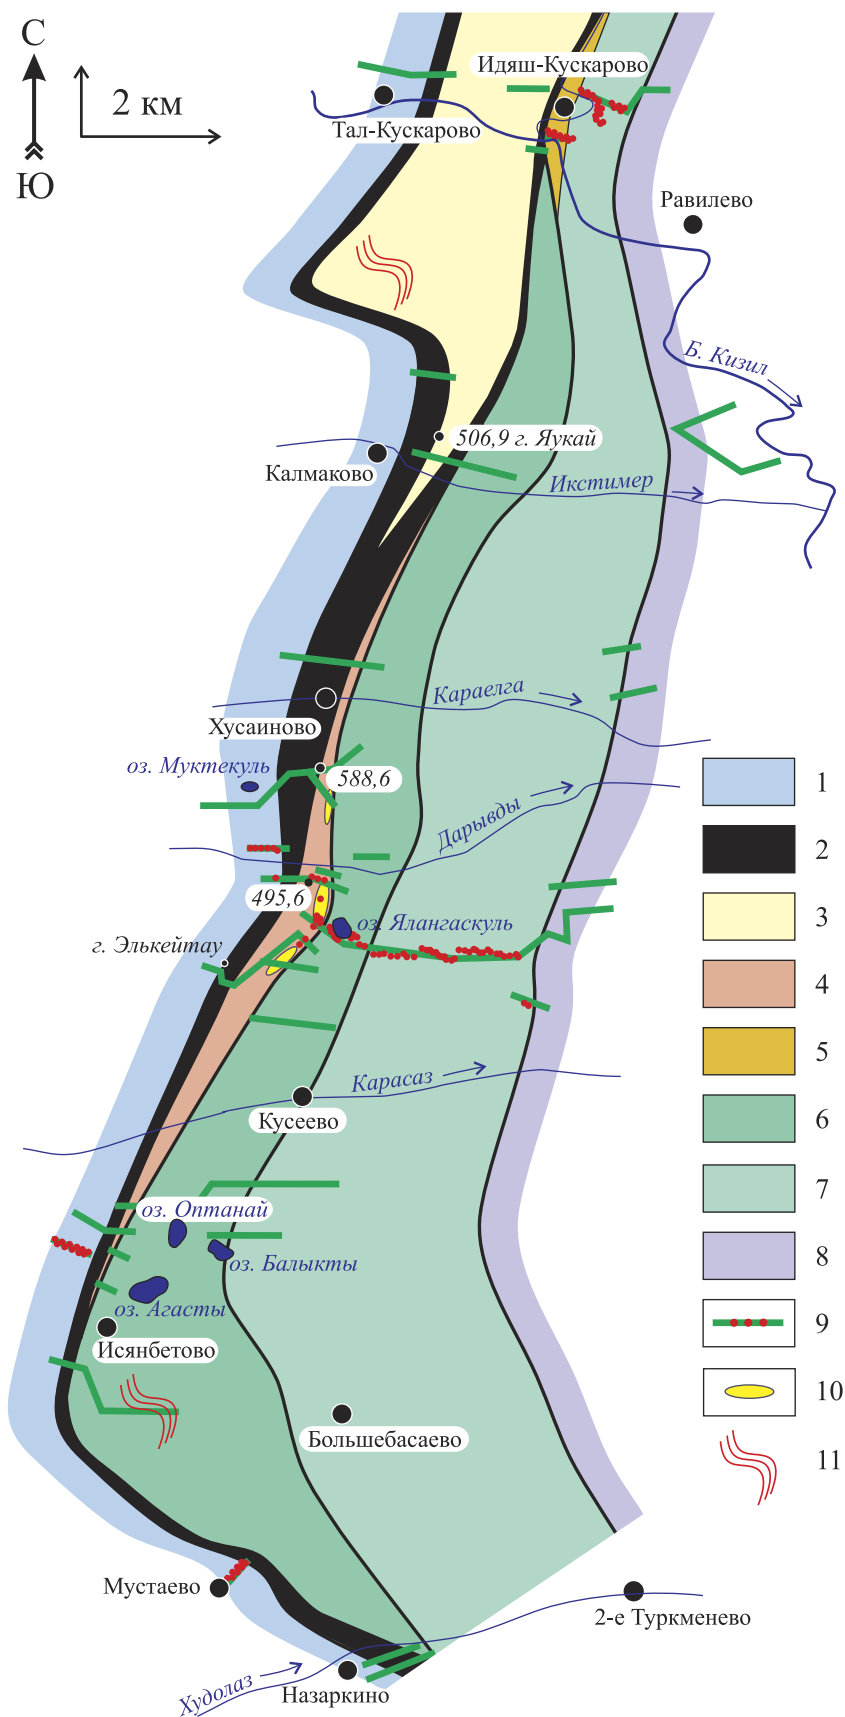 С
2 км
Ю
Идяш-Кускарово
Тал-Кускарово
Равилево
Б. Кизил
506,9 г. Яукай
Калмаково
Икстимер
Караелга
Хусаиново
оз. Муктекуль
588,6
Дарывды
495,6
оз. Ялангаскуль
г. Элькейтау
Карасаз
Кусеево
оз. Оптанай
оз. Балыкты
оз. Агасты
Исянбетово
Большебасаево
Мустаево
2-е Туркменево
Худолаз
Назаркино
1
2
3
4
5
6
7
8
9
10
11